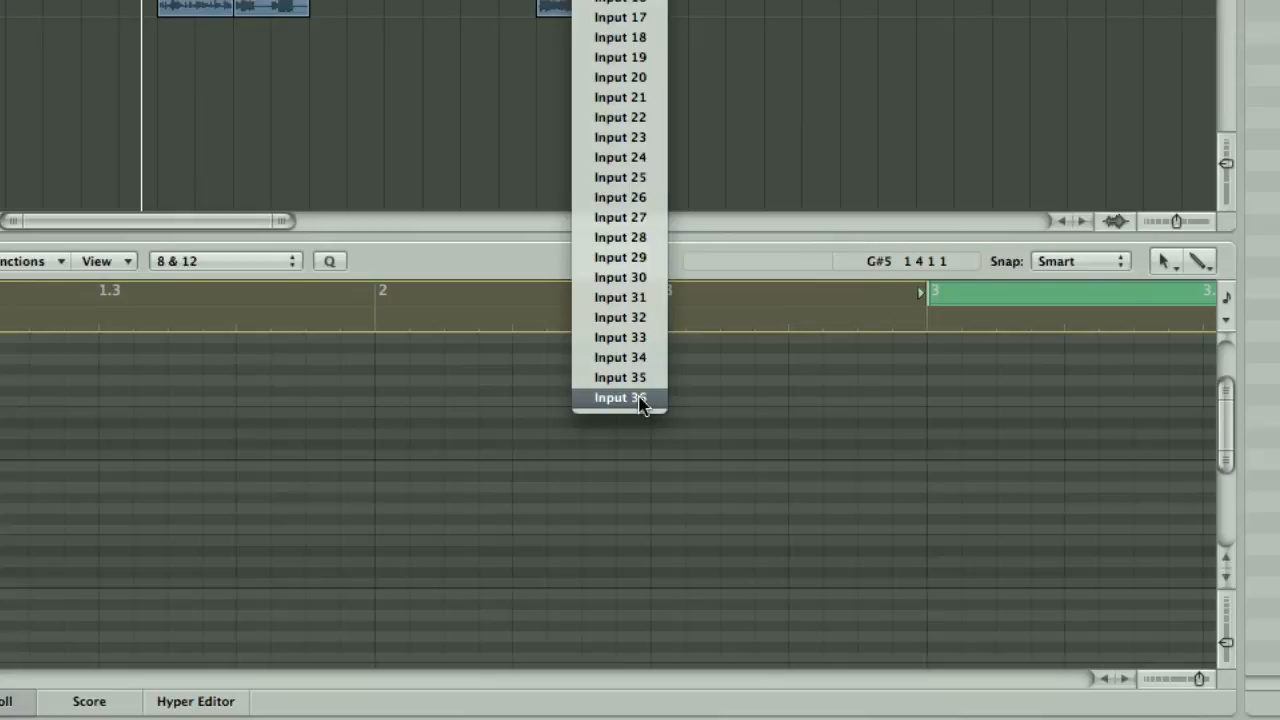 Input 17
Input 18
Input 19
Input 20
Input 21
Input 22
Input 23
Input 24
Input 25
Input 26
Input 27
Input 28
nctions View 8 & 12 Q G#5 1 4 1 1 Snap: Smart
Input 29
Input 30
1.3 2 3 3.
Input 31
Input 32
Input 33
Input 34
Input 35
Input 36
oll Score Hyper Editor